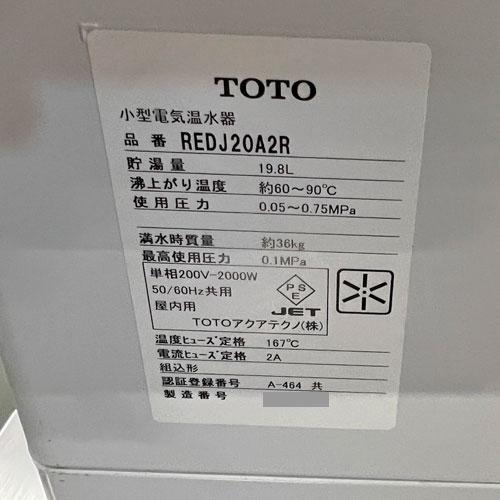 TOTO
小型電気温水器
品番 REDJ20A2R
貯湯量 19.8L
沸上がり温度 約60～90℃
使用圧力 0.05～0.75MPa
満水時質量 約36kg
最高使用圧力 0.1MPa
単相200V-2000W
50/60Hz共用
屋内用
PSE
JET
TOTOアクアテクノ(株)
温度ヒューズ定格 167℃
電流ヒューズ定格 2A
組込形
認証登録番号 A-464 共
製造番号